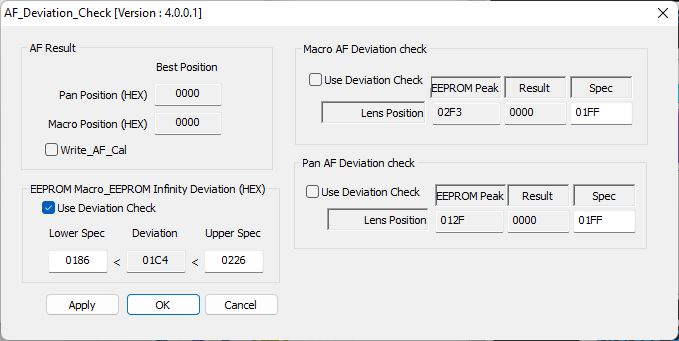 AF_Deviation_Check [Version : 4.0.0.1]
AF Result
Best Position
Pan Position (HEX) 0000
Macro Position (HEX) 0000
Write_AF_Cal
EEPROM Macro_EEPROM Infinity Deviation (HEX)
Use Deviation Check
Lower Spec Deviation Upper Spec
0186 < 01C4 < 0226
Apply OK Cancel
Macro AF Deviation check
Use Deviation Check EEPROM Peak Result Spec
Lens Position 02F3 0000 01FF
Pan AF Deviation check
Use Deviation Check EEPROM Peak Result Spec
Lens Position 012F 0000 01FF